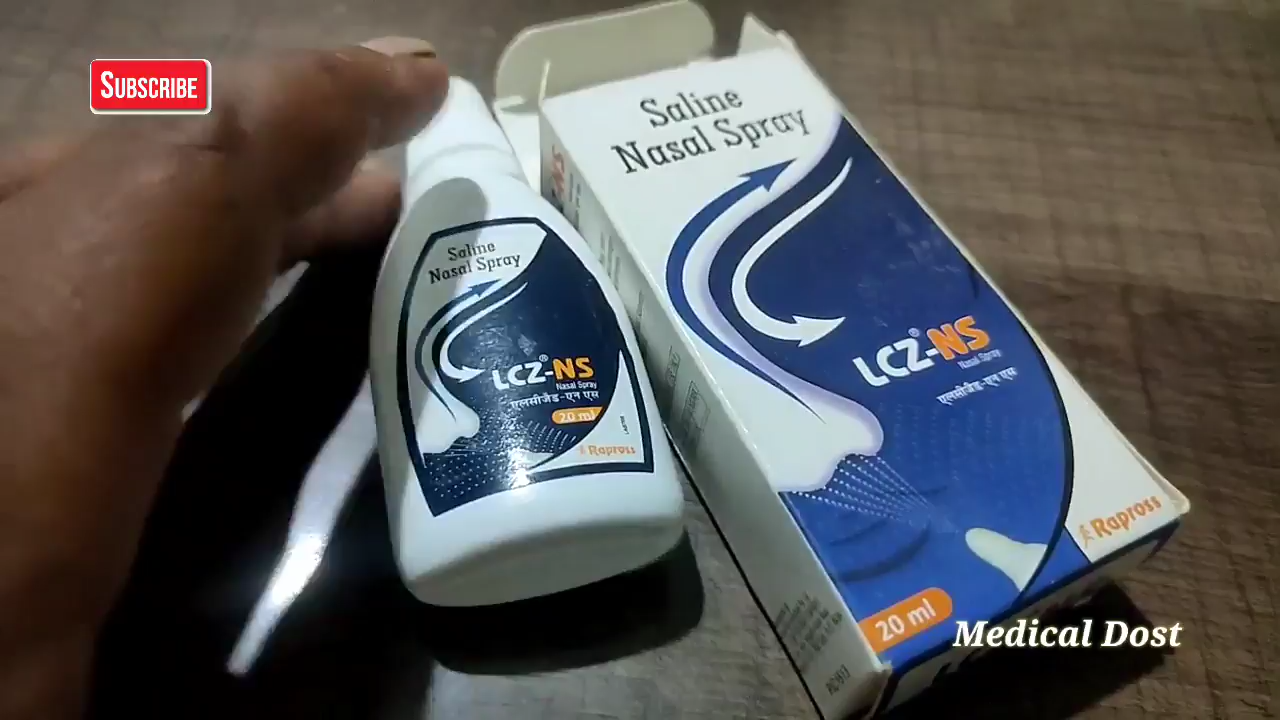 SUBSCRIBE
Saline
Nasal Spray
LCZ®-NS
Nasal Spray
एलसीजैड-एन एस
20 ml
Rapross
Saline
Nasal Spray
LCZ®-NS
Nasal Spray
एलसीजैड-एन एस
Rapross
20 ml
Medical Dost